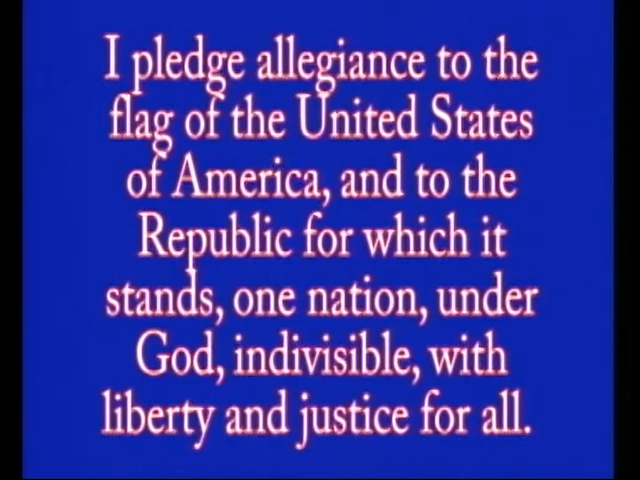 I pledge allegiance to the
flag of the United States
of America, and to the
Republic for which it
stands, one nation, under
God, indivisible, with
liberty and justice for all.